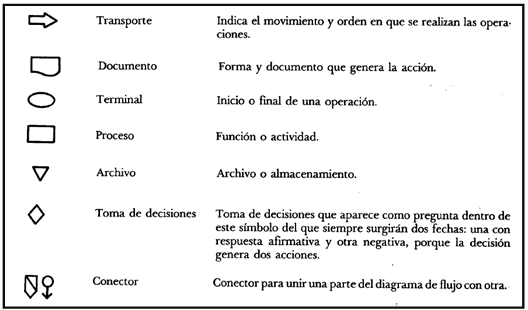 Transporte Indica el movimiento y orden en que se realizan las opera-
ciones.
Documento Forma y documento que genera la acción.
Terminal Inicio o final de una operación.
Proceso Función o actividad.
Archivo Archivo o almacenamiento.
Toma de decisiones Toma de decisiones que aparece como pregunta dentro de
este símbolo del que siempre surgirán dos fechas: una con
respuesta afirmativa y otra negativa, porque la decisión
genera dos acciones.
Conector Conector para unir una parte del diagrama de flujo con otra.